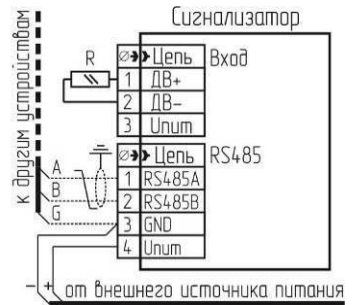 Сигнализатор
к другим устройствам
R
Цепь Вход
1 ДВ+
2 ДВ–
3 Uпит
Цепь RS485
A
1 RS485A
B
2 RS485B
G
3 GND
4 Uпит
– + от внешнего источника питания